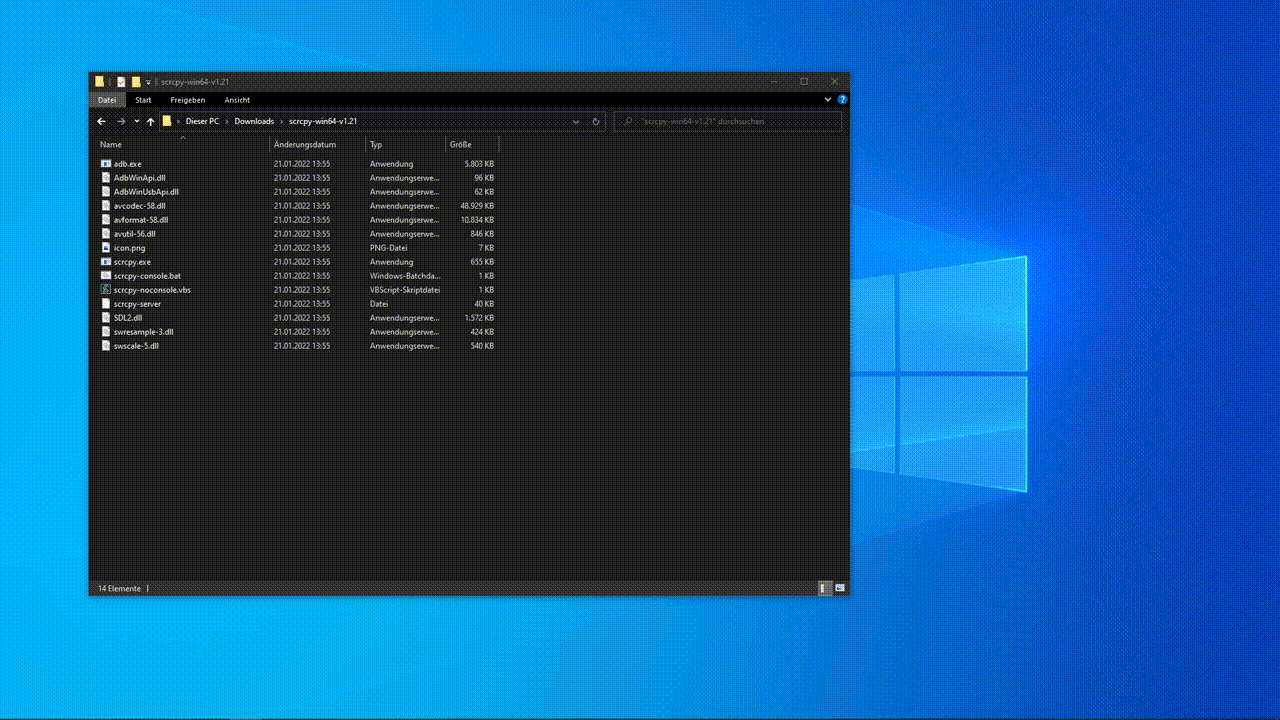 scrcpy-win64-v1.21
Datei Start Freigeben Ansicht
Dieser PC > Downloads > scrcpy-win64-v1.21 "scrcpy-win64-v1.21" durchsuchen
Name Änderungsdatum Typ Größe
adb.exe 21.01.2022 13:55 Anwendung 5.803 KB
AdbWinApi.dll 21.01.2022 13:55 Anwendungserwe... 96 KB
AdbWinUsbApi.dll 21.01.2022 13:55 Anwendungserwe... 62 KB
avcodec-58.dll 21.01.2022 13:55 Anwendungserwe... 48.929 KB
avformat-58.dll 21.01.2022 13:55 Anwendungserwe... 10.834 KB
avutil-56.dll 21.01.2022 13:55 Anwendungserwe... 846 KB
icon.png 21.01.2022 13:55 PNG-Datei 7 KB
scrcpy.exe 21.01.2022 13:55 Anwendung 655 KB
scrcpy-console.bat 21.01.2022 13:55 Windows-Batchda... 1 KB
scrcpy-noconsole.vbs 21.01.2022 13:55 VBScript-Skriptdatei 1 KB
scrcpy-server 21.01.2022 13:55 Datei 40 KB
SDL2.dll 21.01.2022 13:55 Anwendungserwe... 1.572 KB
swresample-3.dll 21.01.2022 13:55 Anwendungserwe... 424 KB
swscale-5.dll 21.01.2022 13:55 Anwendungserwe... 540 KB
14 Elemente